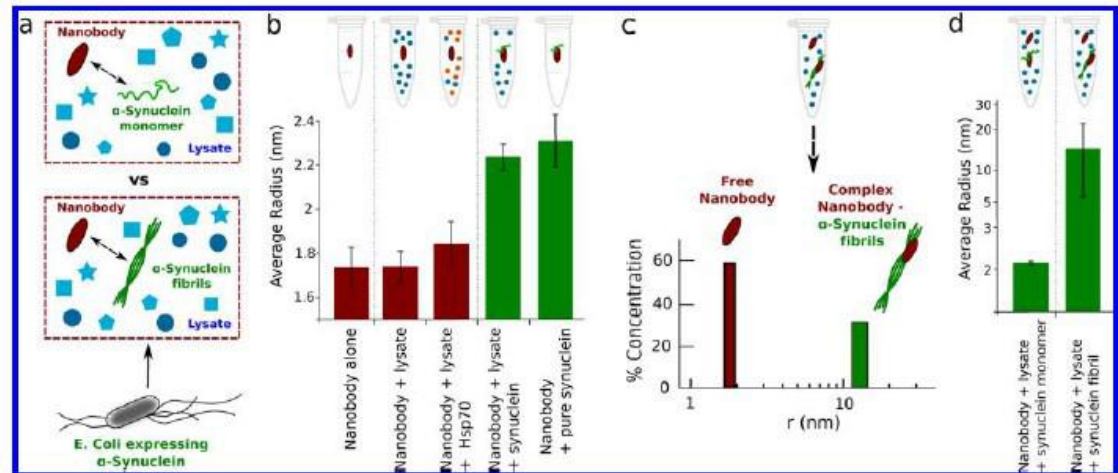 a
Nanobody
α-Synuclein
monomer
Lysate
vs
Nanobody
α-Synuclein
fibrils
Lysate
E. Coli expressing
α-Synuclein
b
Average Radius (nm)
2.4
2.2
2
1.8
1.6
Nanobody alone
Nanobody + lysate
Nanobody + lysate
+ Hsp70
Nanobody + lysate
+ synuclein
Nanobody
+ pure synuclein
c
Free
Nanobody
Complex
Nanobody -
α-Synuclein
fibrils
% Concentration
60
40
20
0
1
10
r (nm)
d
Average Radius (nm)
30
20
10
5
3
2
Nanobody + lysate
+ synuclein monomer
Nanobody + lysate
+ synuclein fibril